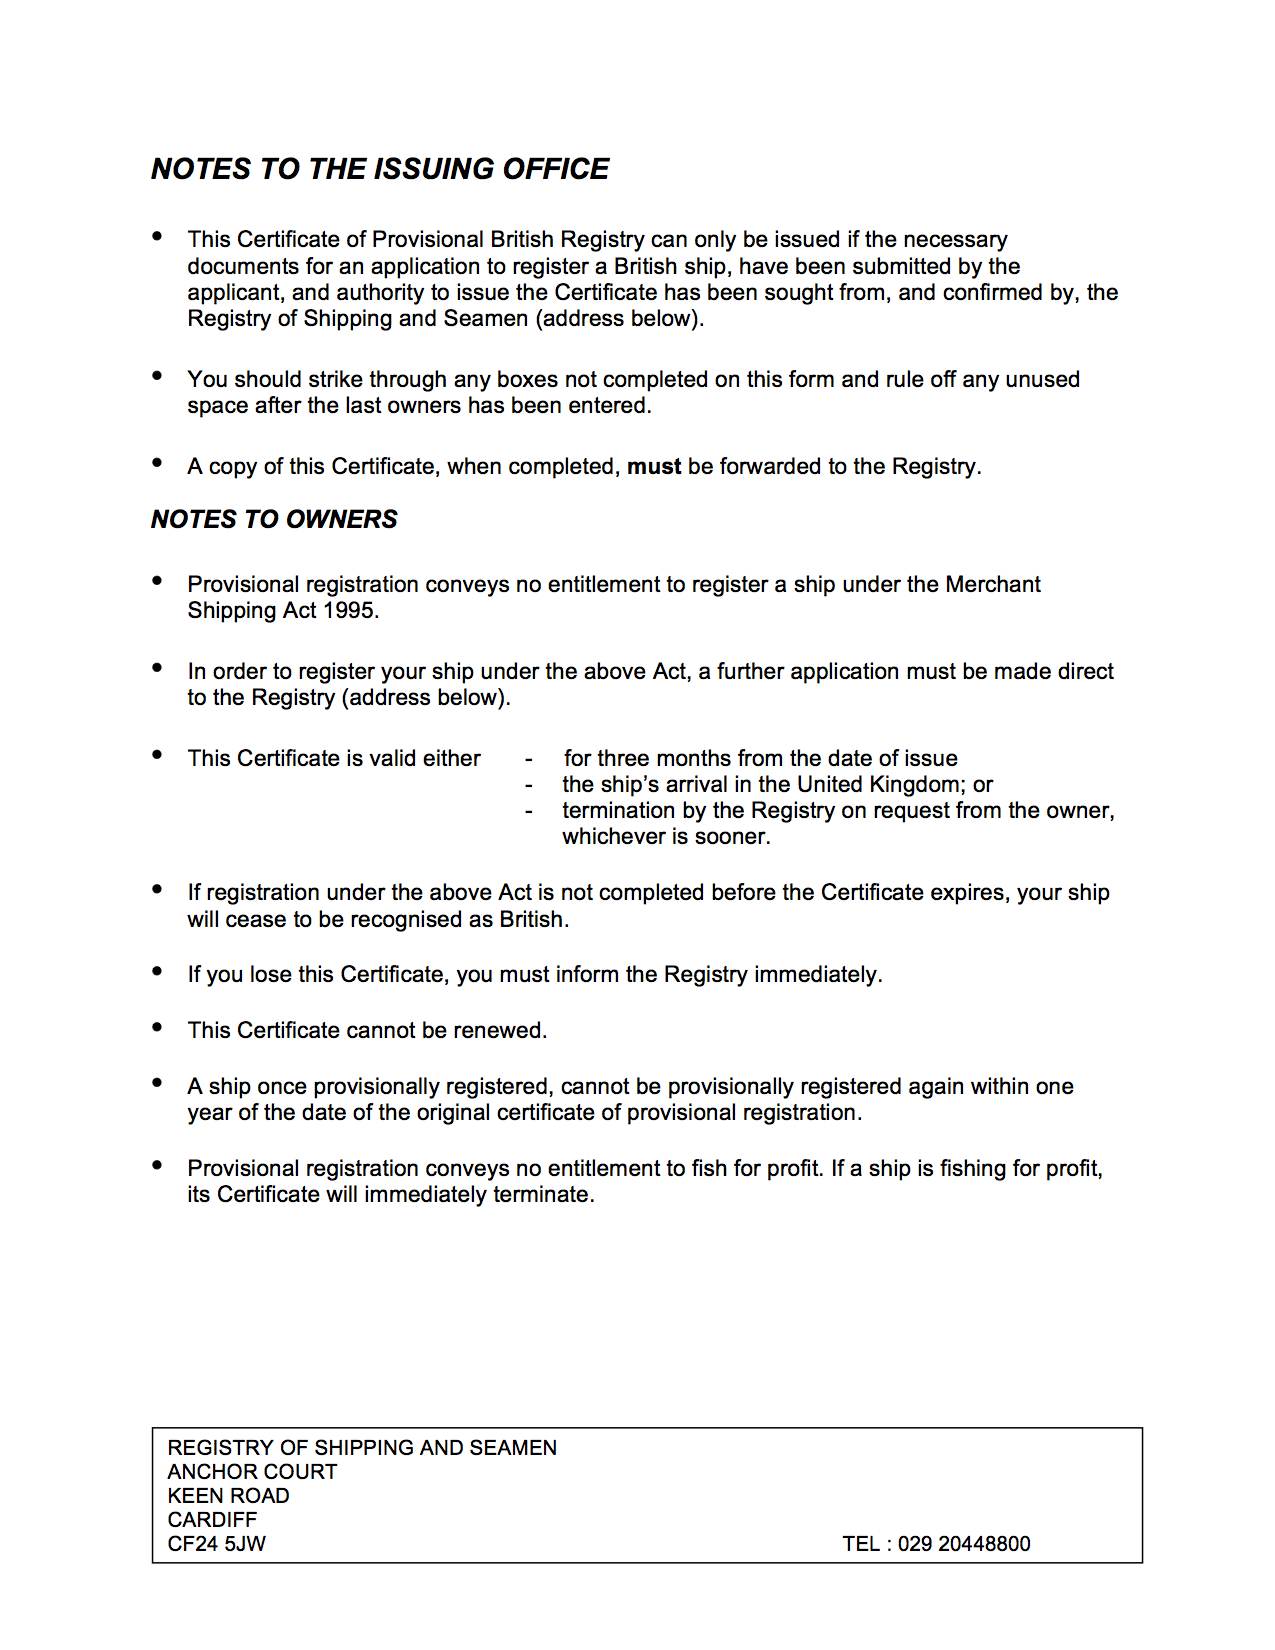 NOTES TO THE ISSUING OFFICE
• This Certificate of Provisional British Registry can only be issued if the necessary
documents for an application to register a British ship, have been submitted by the
applicant, and authority to issue the Certificate has been sought from, and confirmed by, the
Registry of Shipping and Seamen (address below).
• You should strike through any boxes not completed on this form and rule off any unused
space after the last owners has been entered.
• A copy of this Certificate, when completed, must be forwarded to the Registry.
NOTES TO OWNERS
• Provisional registration conveys no entitlement to register a ship under the Merchant
Shipping Act 1995.
• In order to register your ship under the above Act, a further application must be made direct
to the Registry (address below).
• This Certificate is valid either - for three months from the date of issue
- the ship’s arrival in the United Kingdom; or
- termination by the Registry on request from the owner,
whichever is sooner.
• If registration under the above Act is not completed before the Certificate expires, your ship
will cease to be recognised as British.
• If you lose this Certificate, you must inform the Registry immediately.
• This Certificate cannot be renewed.
• A ship once provisionally registered, cannot be provisionally registered again within one
year of the date of the original certificate of provisional registration.
• Provisional registration conveys no entitlement to fish for profit. If a ship is fishing for profit,
its Certificate will immediately terminate.
REGISTRY OF SHIPPING AND SEAMEN
ANCHOR COURT
KEEN ROAD
CARDIFF
CF24 5JW TEL : 029 20448800